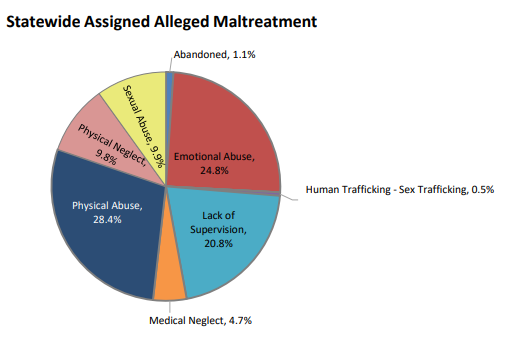 Statewide Assigned Alleged Maltreatment
Abandoned, 1.1%
Sexual Abuse, 9.9%
Physical Neglect,
9.8%
Emotional Abuse,
24.8%
Human Trafficking - Sex Trafficking, 0.5%
Physical Abuse,
28.4%
Lack of
Supervision,
20.8%
Medical Neglect, 4.7%